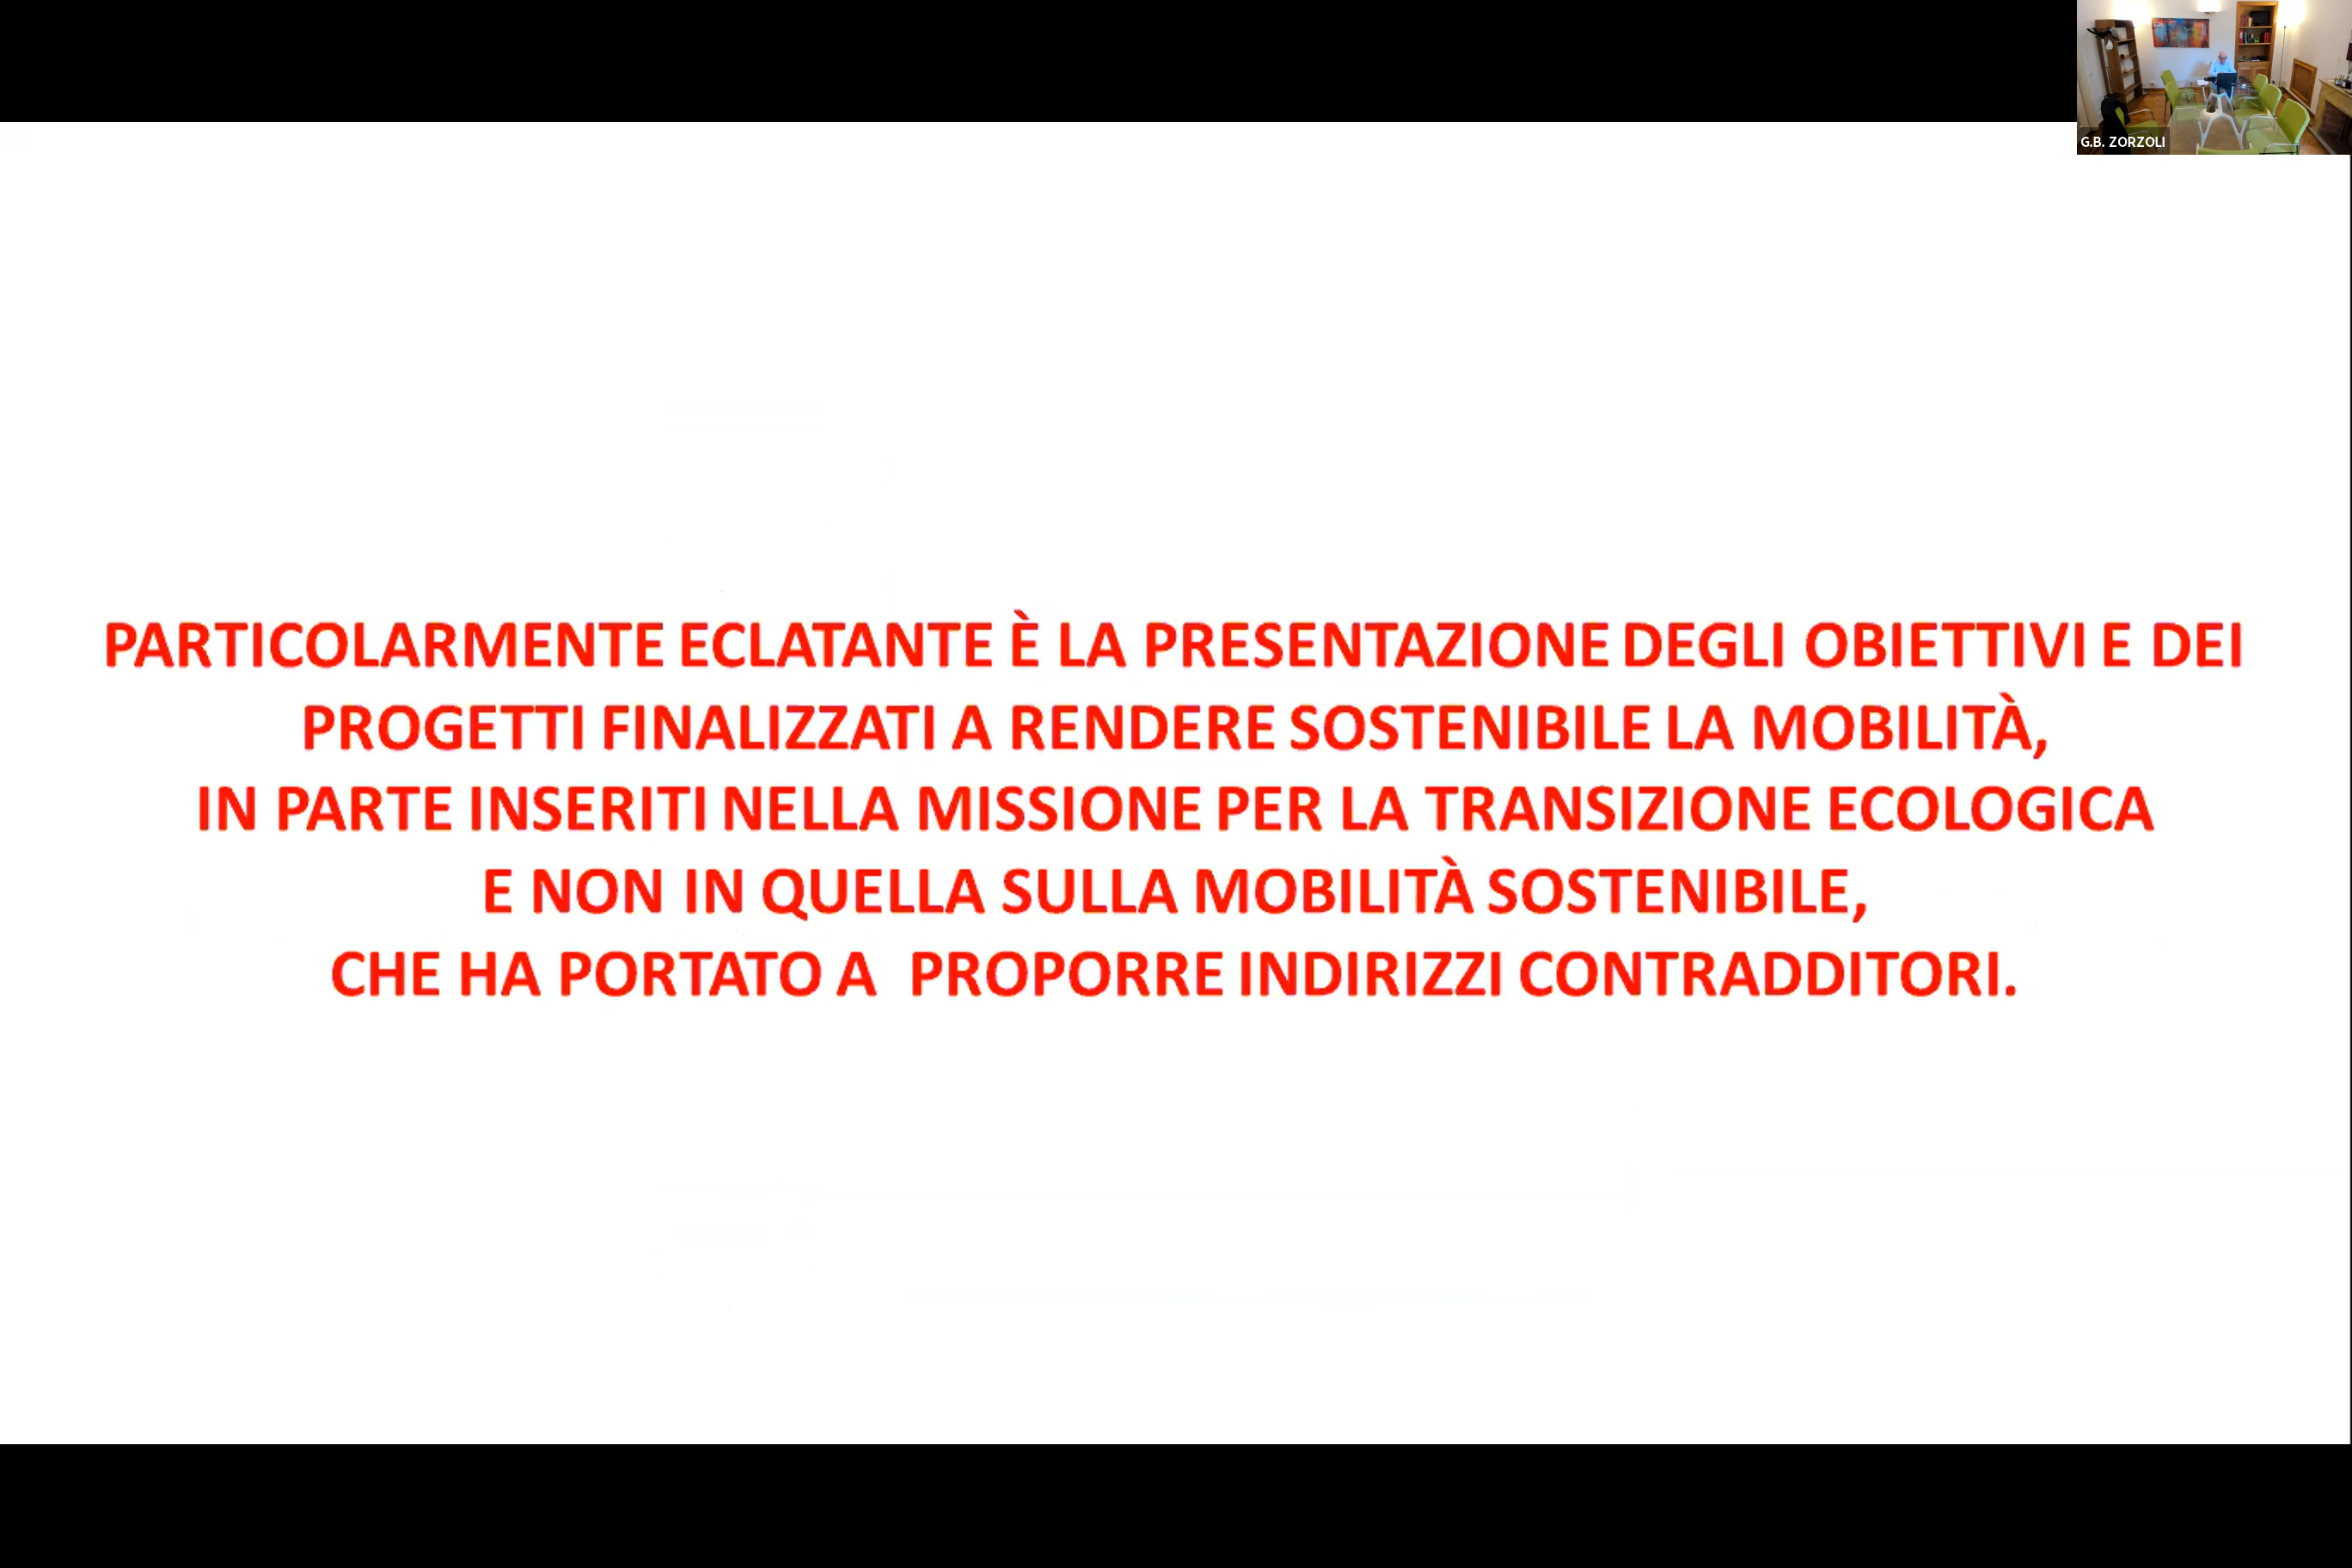 G.B. ZORZOLI
PARTICOLARMENTE ECLATANTE È LA PRESENTAZIONE DEGLI OBIETTIVI E DEI
PROGETTI FINALIZZATI A RENDERE SOSTENIBILE LA MOBILITÀ,
IN PARTE INSERITI NELLA MISSIONE PER LA TRANSIZIONE ECOLOGICA
E NON IN QUELLA SULLA MOBILITÀ SOSTENIBILE,
CHE HA PORTATO A PROPORRE INDIRIZZI CONTRADDITORI.